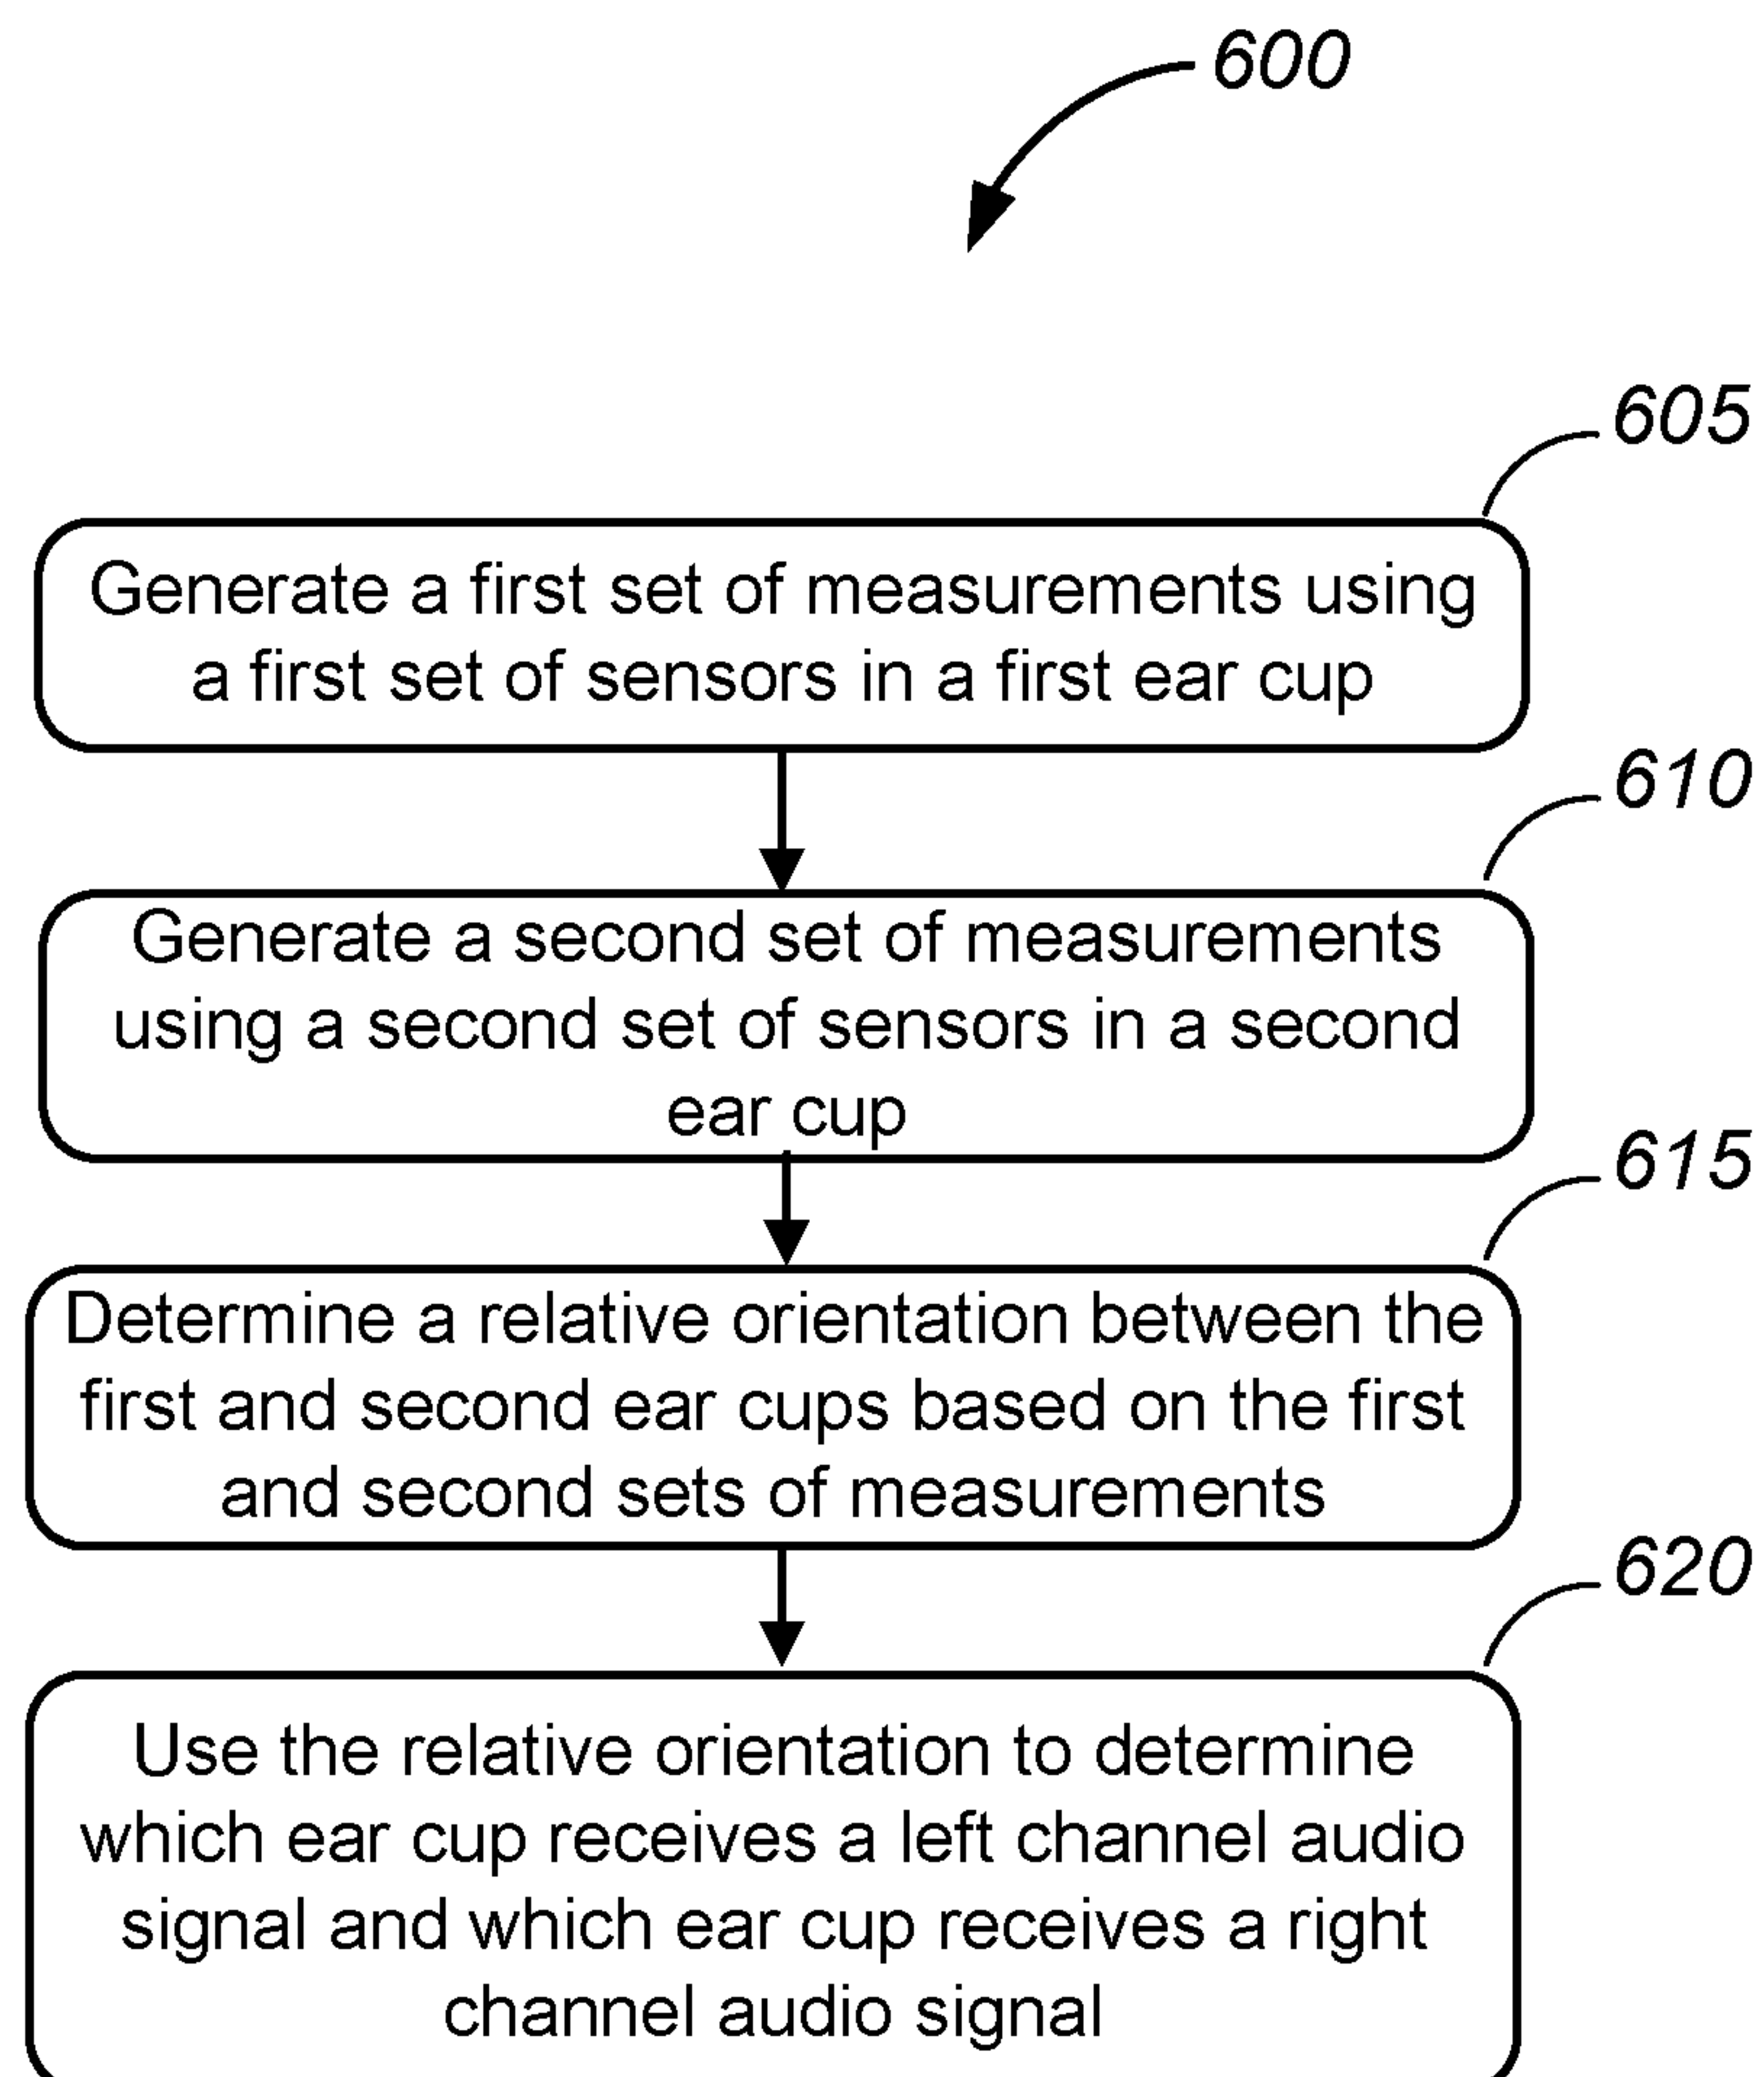 600
605
Generate a first set of measurements using
a first set of sensors in a first ear cup
610
Generate a second set of measurements
using a second set of sensors in a second
ear cup
615
Determine a relative orientation between the
first and second ear cups based on the first
and second sets of measurements
620
Use the relative orientation to determine
which ear cup receives a left channel audio
signal and which ear cup receives a right
channel audio signal